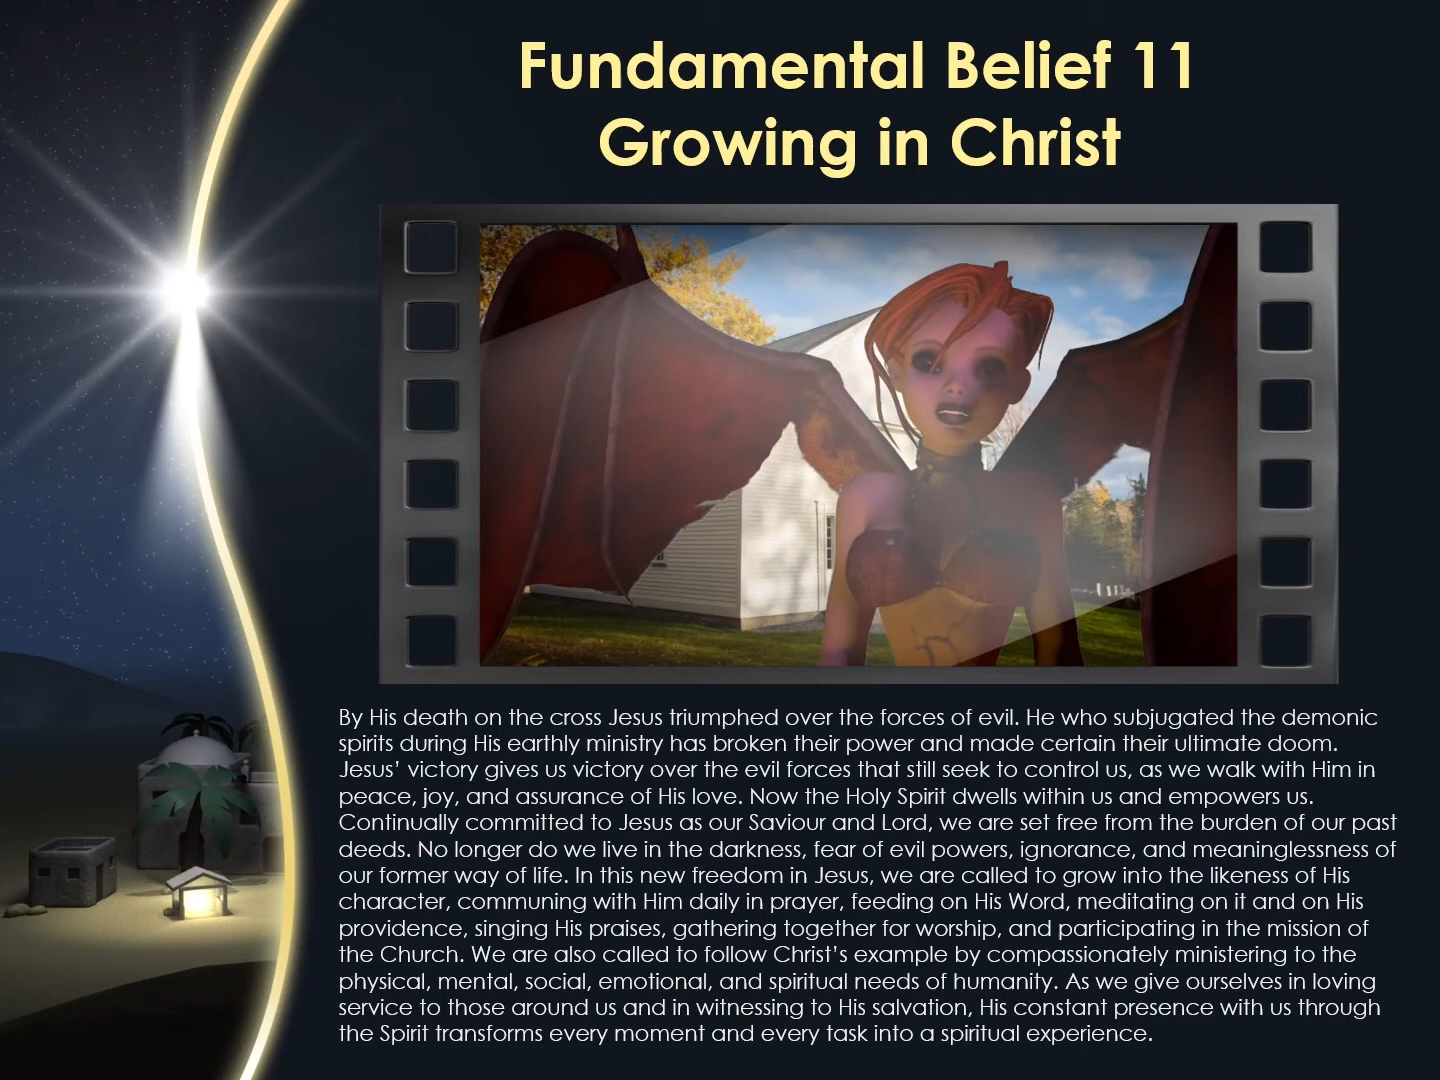 Fundamental Belief 11
Growing in Christ
By His death on the cross Jesus triumphed over the forces of evil. He who subjugated the demonic
spirits during His earthly ministry has broken their power and made certain their ultimate doom.
Jesus’ victory gives us victory over the evil forces that still seek to control us, as we walk with Him in
peace, joy, and assurance of His love. Now the Holy Spirit dwells within us and empowers us.
Continually committed to Jesus as our Saviour and Lord, we are set free from the burden of our past
deeds. No longer do we live in the darkness, fear of evil powers, ignorance, and meaninglessness of
our former way of life. In this new freedom in Jesus, we are called to grow into the likeness of His
character, communing with Him daily in prayer, feeding on His Word, meditating on it and on His
providence, singing His praises, gathering together for worship, and participating in the mission of
the Church. We are also called to follow Christ’s example by compassionately ministering to the
physical, mental, social, emotional, and spiritual needs of humanity. As we give ourselves in loving
service to those around us and in witnessing to His salvation, His constant presence with us through
the Spirit transforms every moment and every task into a spiritual experience.